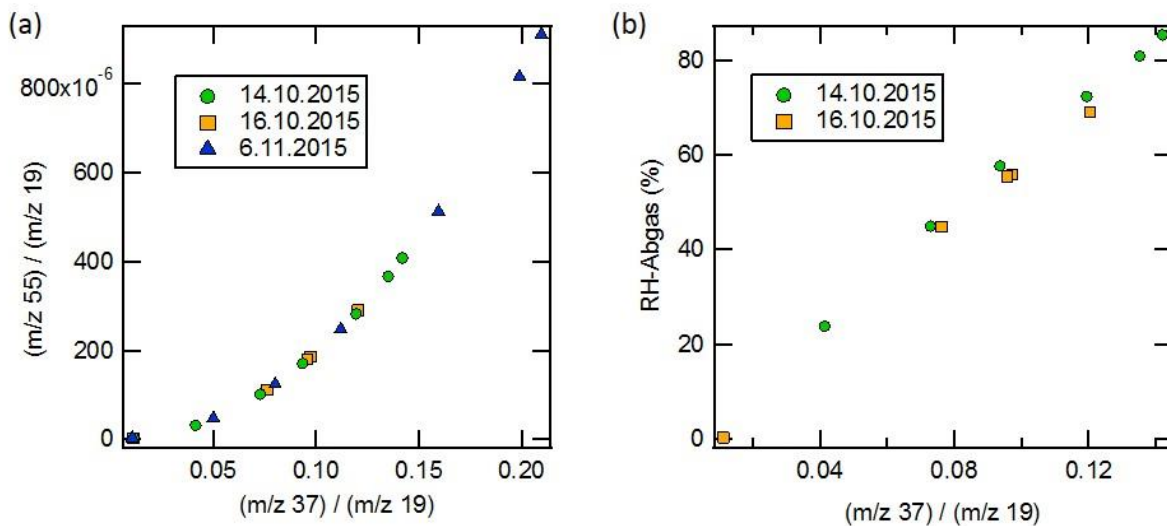 (a)
(m/z 55) / (m/z 19)
800x10⁻⁶
600
400
200
0
14.10.2015
16.10.2015
6.11.2015
0.05 0.10 0.15 0.20
(m/z 37) / (m/z 19)
(b)
RH-Abgas (%)
80
60
40
20
0
14.10.2015
16.10.2015
0.04 0.08 0.12
(m/z 37) / (m/z 19)